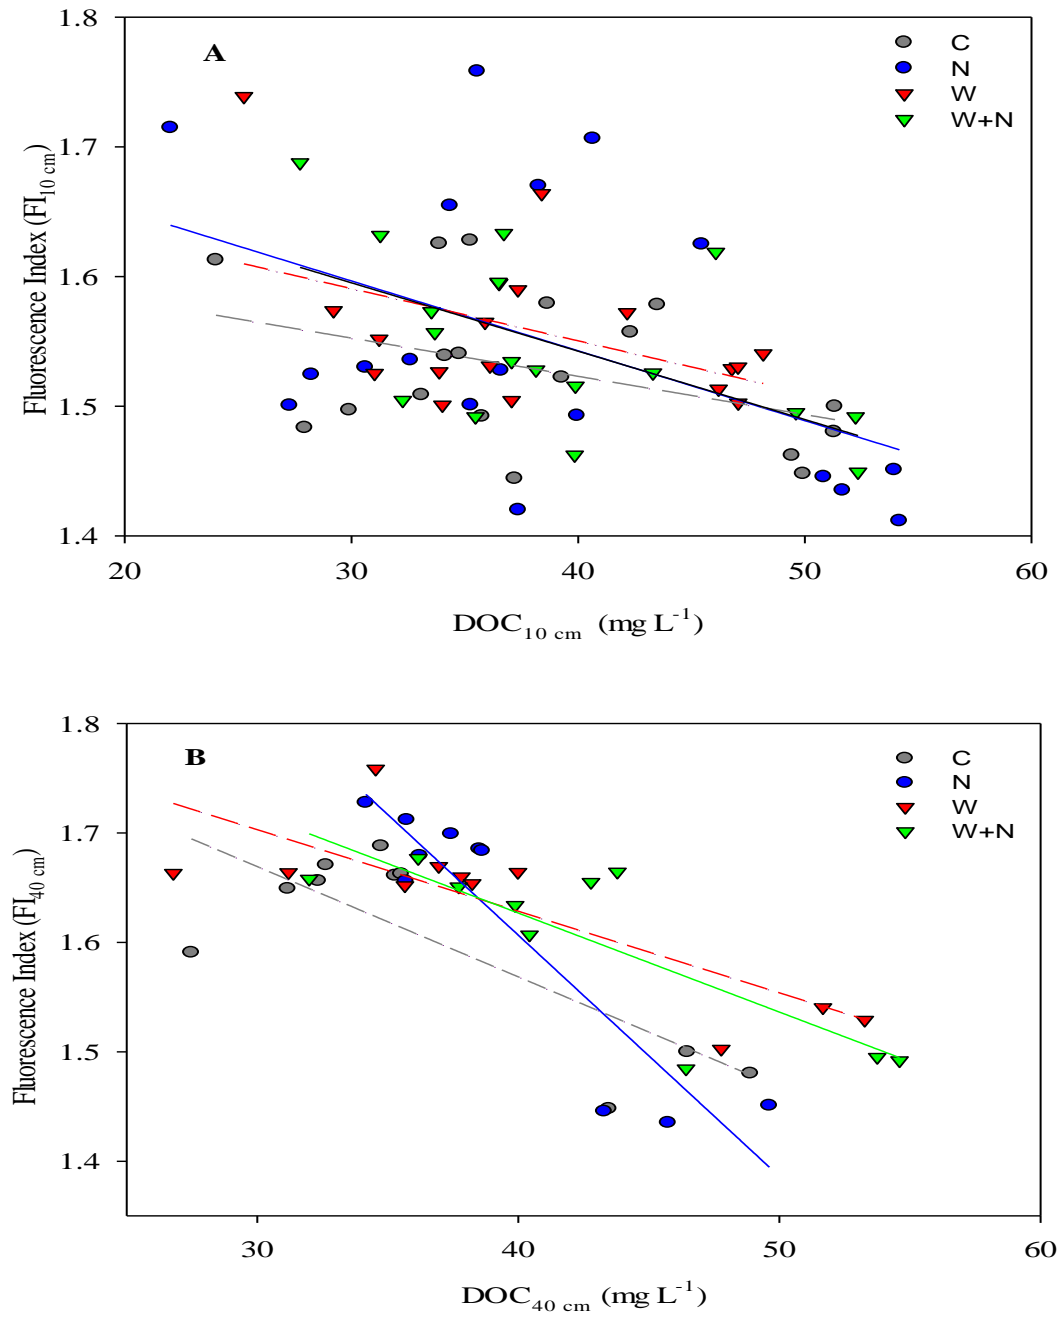 A
C
N
W
W+N
1.8
1.7
1.6
1.5
1.4
Fluorescence Index (FI10 cm)
20
30
40
50
60
DOC10 cm (mg L-1)
B
C
N
W
W+N
1.8
1.7
1.6
1.5
1.4
Fluorescence Index (FI40 cm)
30
40
50
60
DOC40 cm (mg L-1)